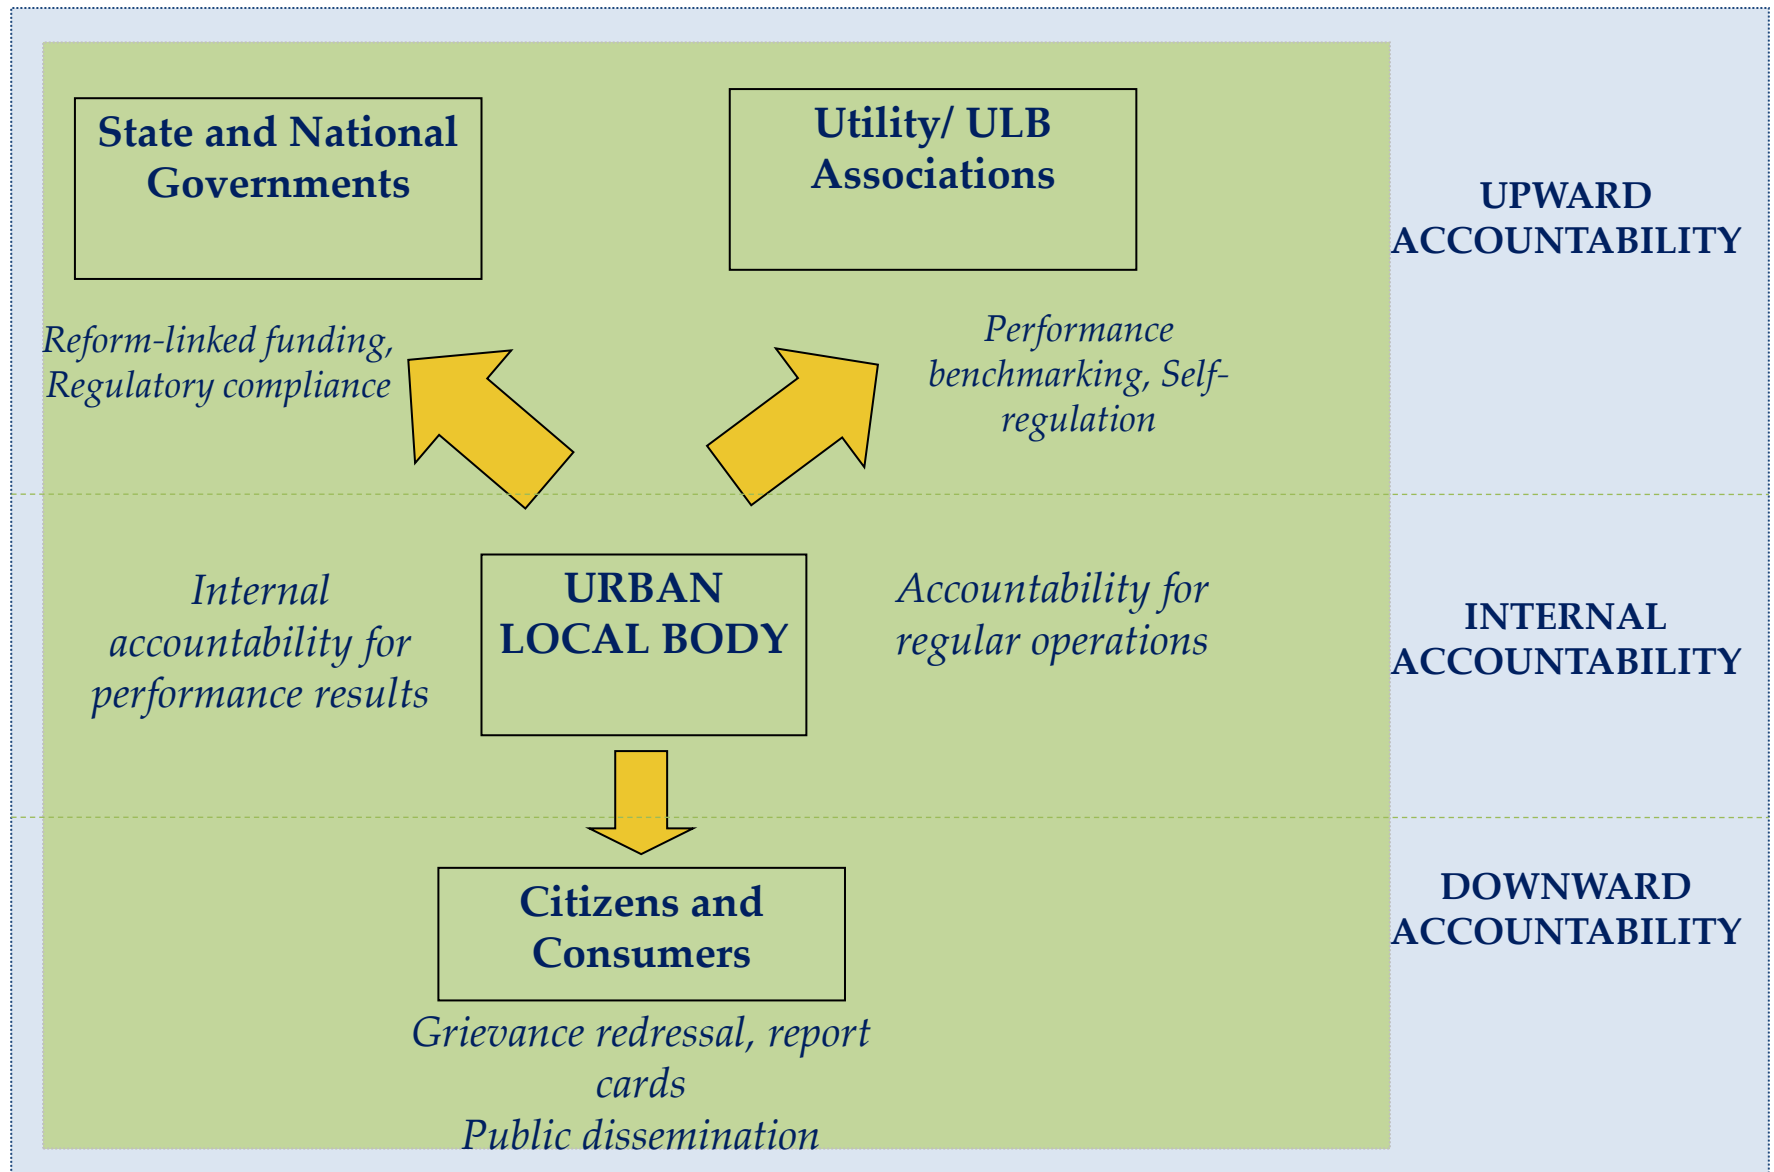 State and National
Governments
Utility/ ULB
Associations
UPWARD
ACCOUNTABILITY
Reform-linked funding,
Regulatory compliance
Performance
benchmarking, Self-
regulation
Internal
accountability for
performance results
URBAN
LOCAL BODY
Accountability for
regular operations
INTERNAL
ACCOUNTABILITY
Citizens and
Consumers
DOWNWARD
ACCOUNTABILITY
Grievance redressal, report
cards
Public dissemination